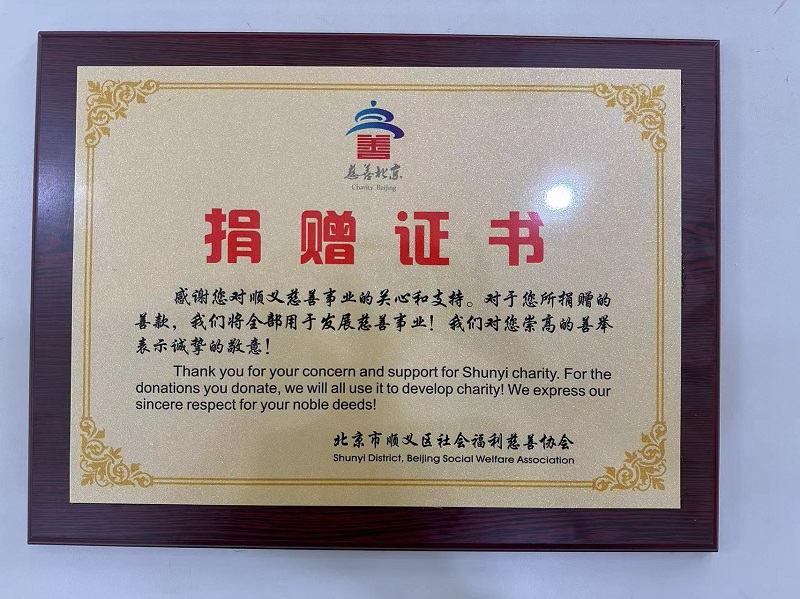 慈善北京
Charity Beijing
捐赠证书
感谢您对顺义慈善事业的关心和支持。对于您所捐赠的
善款，我们将全部用于发展慈善事业！我们对您崇高的善举
表示诚挚的敬意！
Thank you for your concern and support for Shunyi charity. For the
donations you donate, we will all use it to develop charity! We express our
sincere respect for your noble deeds!
北京市顺义区社会福利慈善协会
Shunyi District, Beijing Social Welfare Association